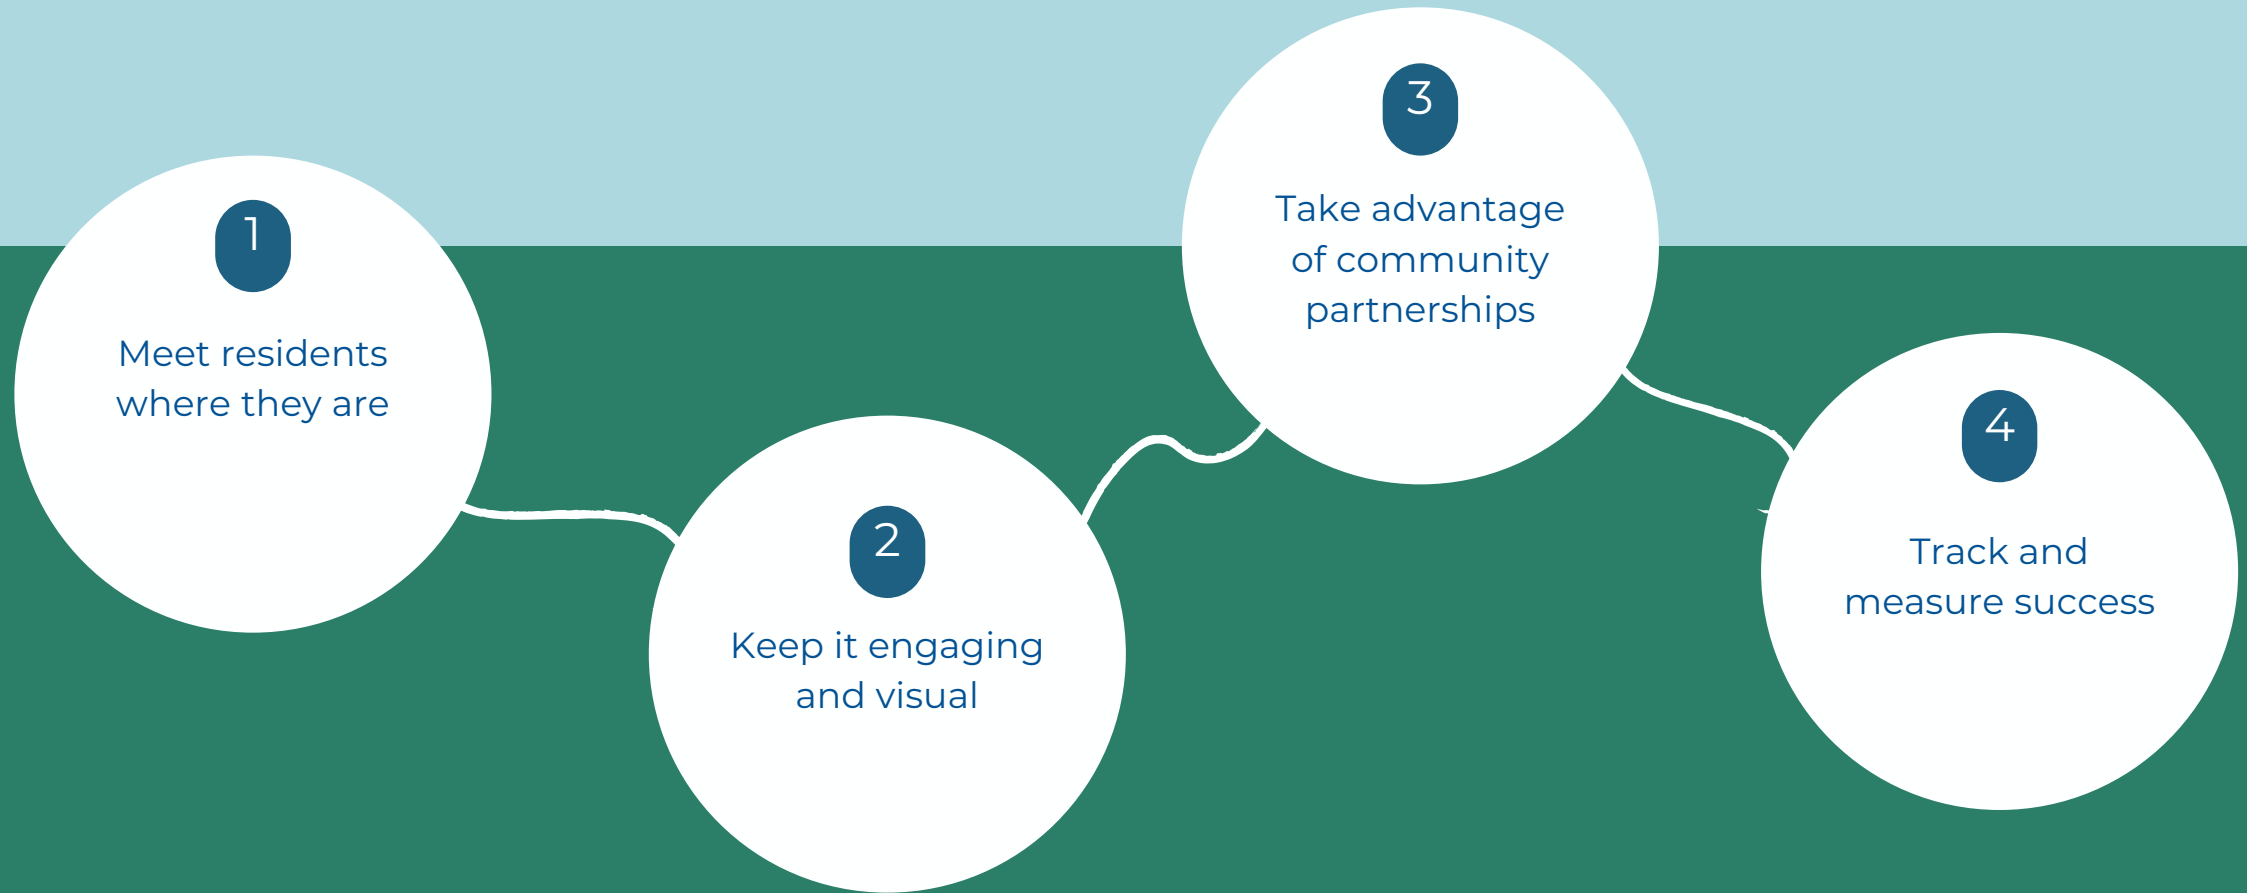 1
Meet residents
where they are
2
Keep it engaging
and visual
3
Take advantage
of community
partnerships
4
Track and
measure success